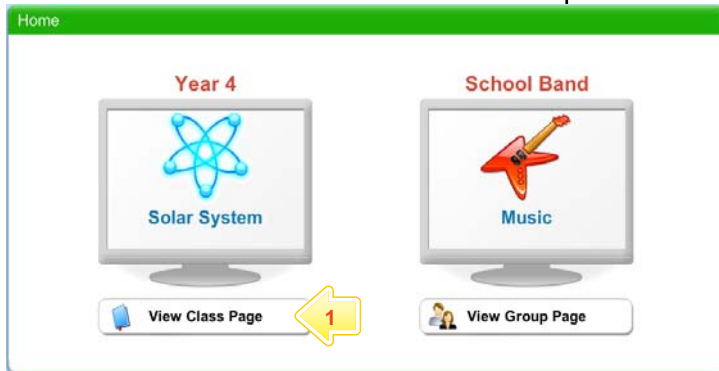 Home
Year 4
School Band
Solar System
Music
View Class Page
1
View Group Page